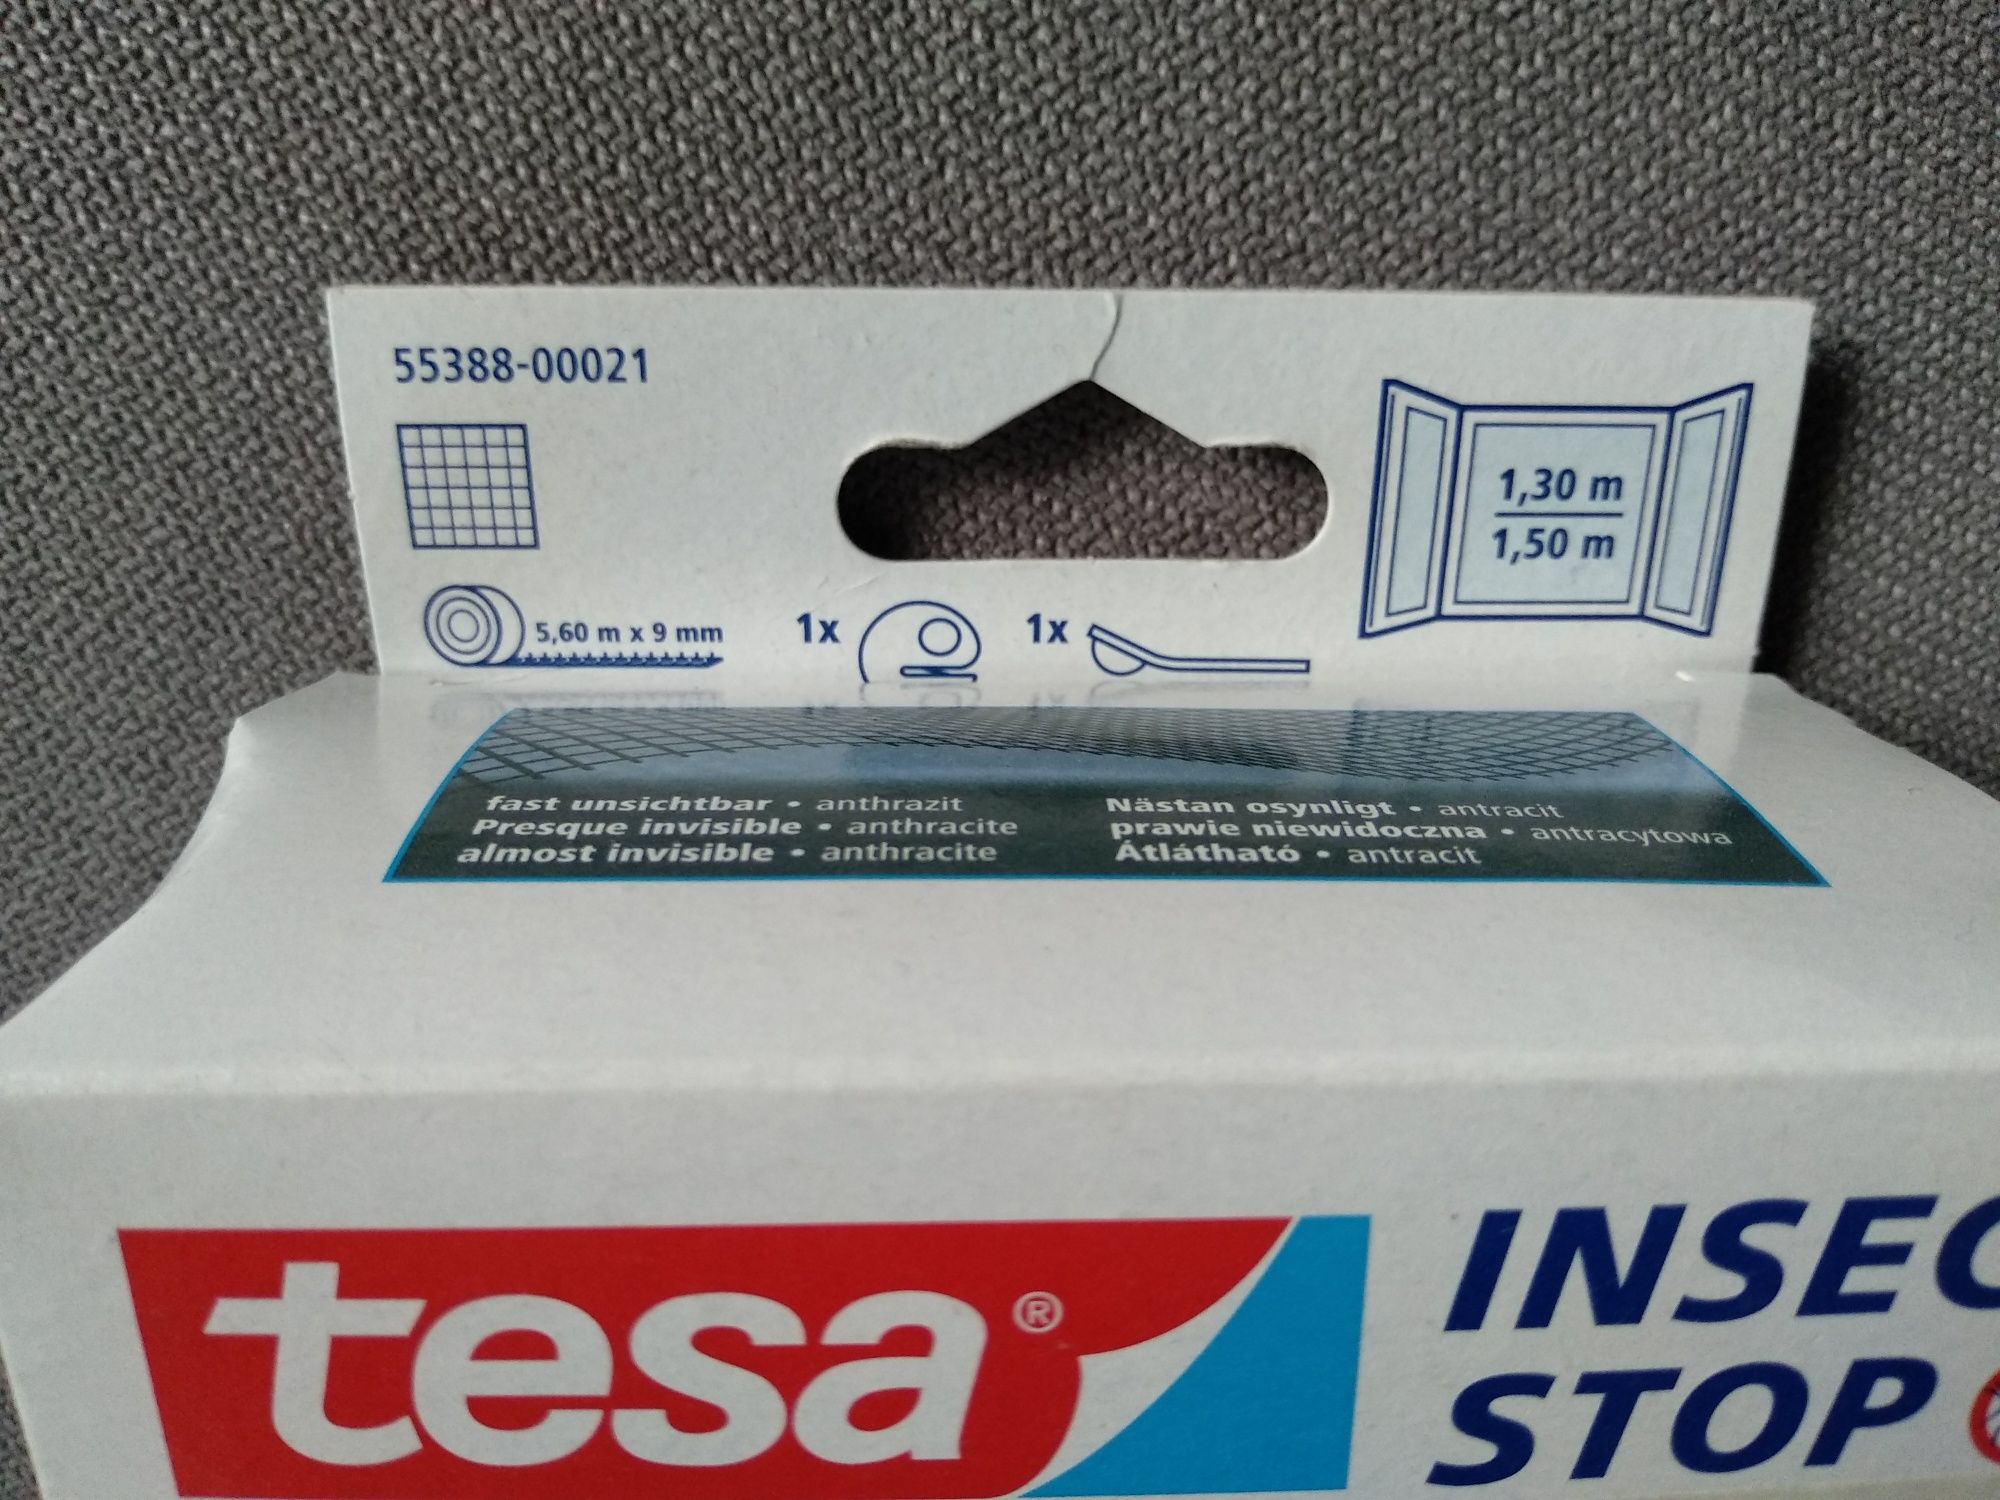 55388-00021
1,30 m
1,50 m
5,60 m x 9 mm
1x
1x
fast unsichtbar • anthrazit
Presque invisible • anthracite
almost invisible • anthracite
Nästan osynligt • antracit
prawie niewidoczna • antracytowa
Átlátható • antracit
tesa®
INSEC
STOP